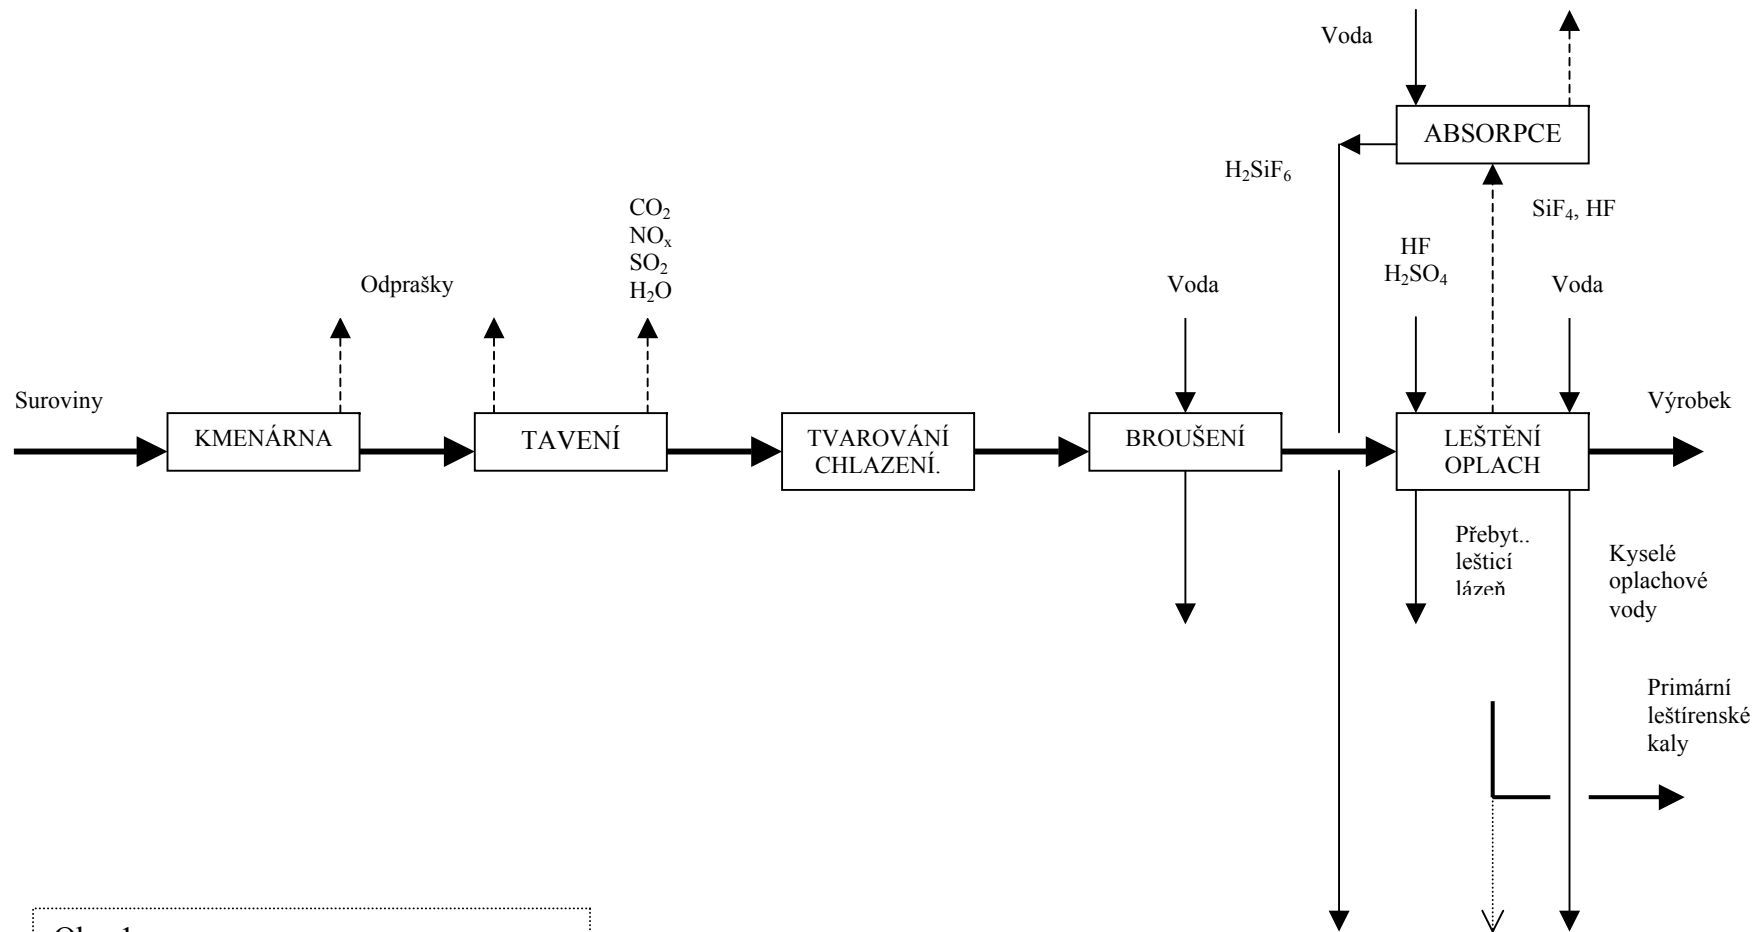 Voda
ABSORPCE
H₂SiF₆
SiF₄, HF
CO₂
NOₓ
SO₂
H₂O
HF
H₂SO₄
Odprašky
Voda
Voda
Suroviny
Výrobek
KMENÁRNA
TAVENÍ
TVAROVÁNÍ
CHLAZENÍ.
BROUŠENÍ
LEŠTĚNÍ
OPLACH
Přebyt..
lešticí
lázeň
Kyselé
oplachové
vody
Primární
leštírenské
kaly